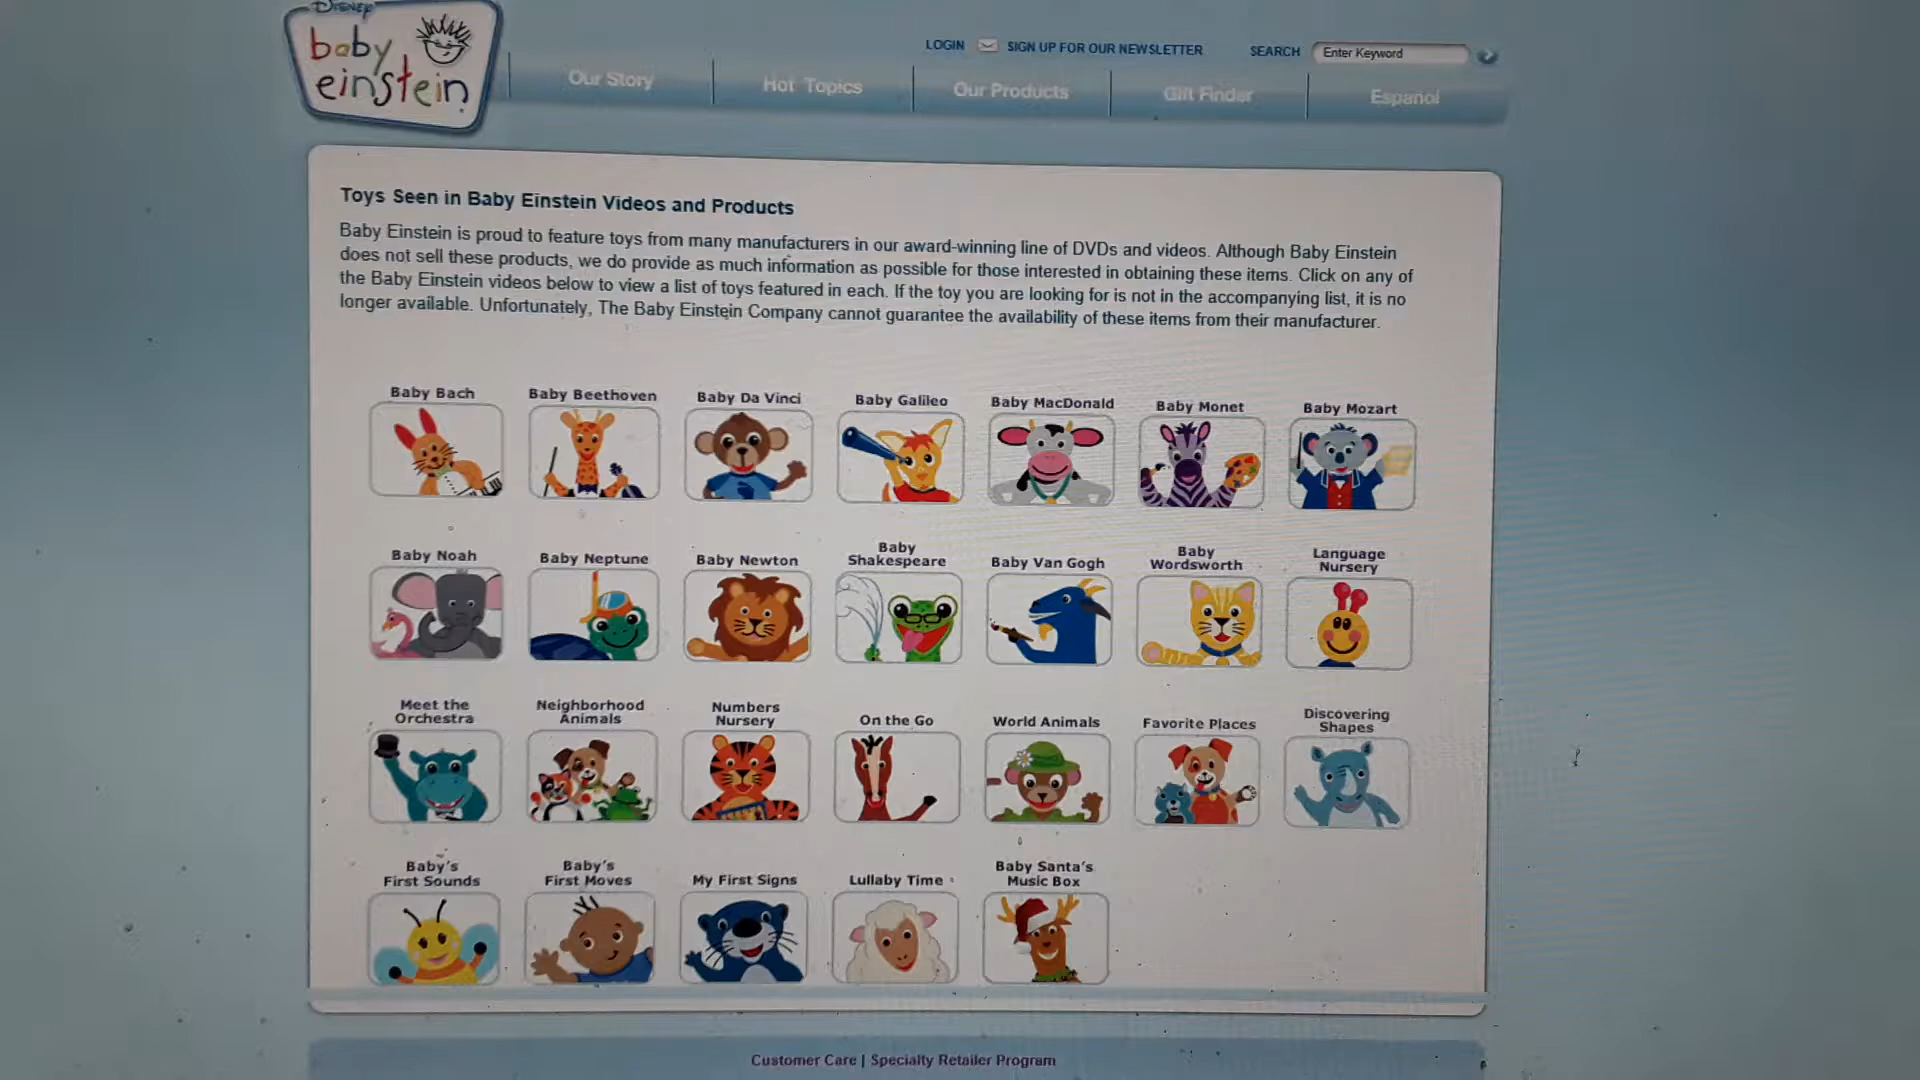 Disney
baby
einstein
LOGIN SIGN UP FOR OUR NEWSLETTER SEARCH Enter Keyword
Our Story Hot Topics Our Products Gift Finder Español
Toys Seen in Baby Einstein Videos and Products
Baby Einstein is proud to feature toys from many manufacturers in our award-winning line of DVDs and videos. Although Baby Einstein
does not sell these products, we do provide as much information as possible for those interested in obtaining these items. Click on any of
the Baby Einstein videos below to view a list of toys featured in each. If the toy you are looking for is not in the accompanying list, it is no
longer available. Unfortunately, The Baby Einstein Company cannot guarantee the availability of these items from their manufacturer.
Baby Bach
Baby Beethoven
Baby Da Vinci
Baby Galileo
Baby MacDonald
Baby Monet
Baby Mozart
Baby Noah
Baby Neptune
Baby Newton
Baby
Shakespeare
Baby Van Gogh
Baby
Wordsworth
Language
Nursery
Meet the
Orchestra
Neighborhood
Animals
Numbers
Nursery
On the Go
World Animals
Favorite Places
Discovering
Shapes
Baby's
First Sounds
Baby's
First Moves
My First Signs
Lullaby Time
Baby Santa's
Music Box
Customer Care | Specialty Retailer Program